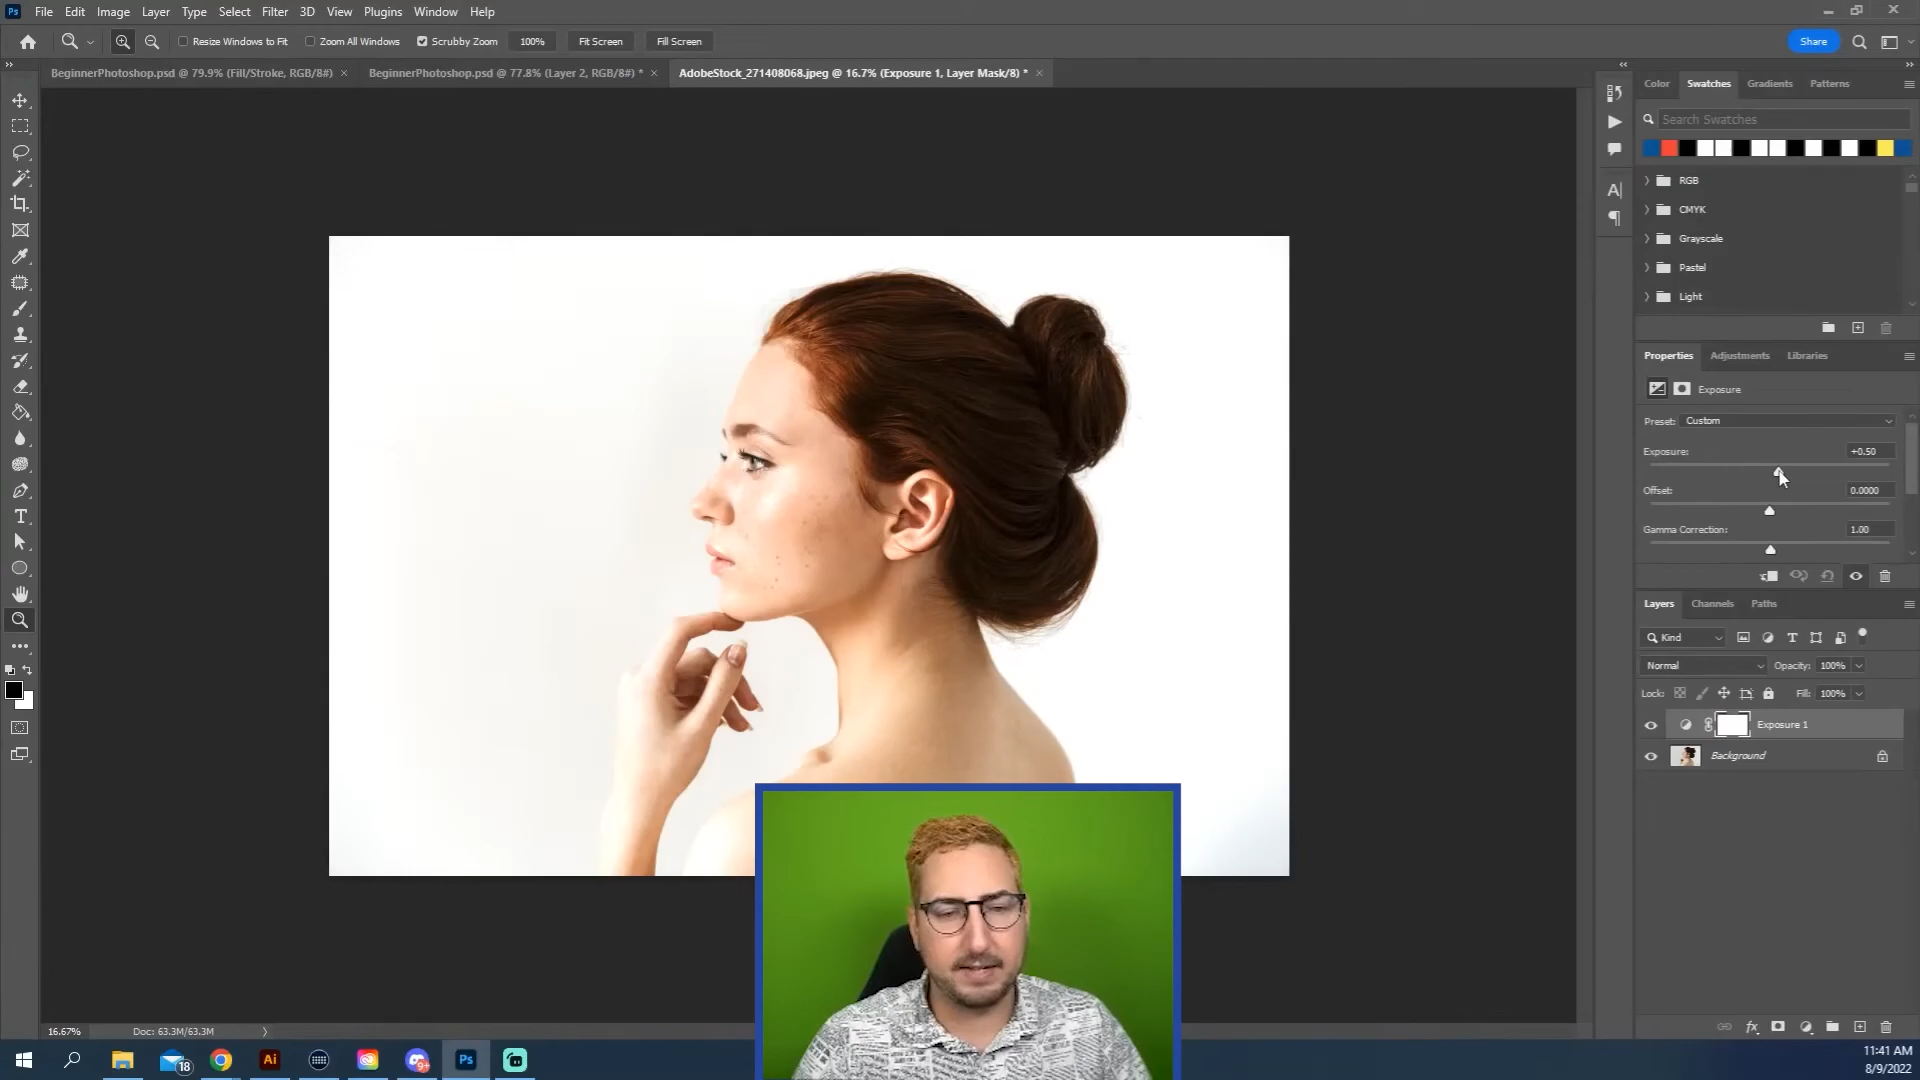 Ps File Edit Image Layer Type Select Filter 3D View Plugins Window Help
Resize Windows to Fit Zoom All Windows Scrubby Zoom 100% Fit Screen Fill Screen Share
BeginnerPhotoshop.psd @ 79.9% (Fill/Stroke, RGB/8#) × BeginnerPhotoshop.psd @ 77.8% (Layer 2, RGB/8#) * × AdobeStock_271408068.jpeg @ 16.7% (Exposure 1, Layer Mask/8) * ×
Color Swatches Gradients Patterns
Search Swatches
RGB
CMYK
Grayscale
Pastel
Light
Properties Adjustments Libraries
Exposure
Preset: Custom
Exposure: +0.50
Offset: 0.0000
Gamma Correction: 1.00
Layers Channels Paths
Kind
Normal Opacity: 100%
Lock: Fill: 100%
Exposure 1
Background
16.67% Doc: 63.3M/63.3M
18 Ai 9+ Ps
11:41 AM
8/9/2022